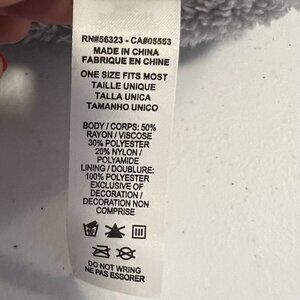 RN#56323 - CA#05553
MADE IN CHINA
FABRIQUE EN CHINE
ONE SIZE FITS MOST
TAILLE UNIQUE
TALLA UNICA
TAMANHO UNICO
BODY / CORPS: 50%
RAYON / VISCOSE
30% POLYESTER
20% NYLON /
POLYAMIDE
LINING / DOUBLURE:
100% POLYESTER
EXCLUSIVE OF
DECORATION /
DECORATION NON
COMPRISE
DO NOT WRING
NE PAS ESSORER